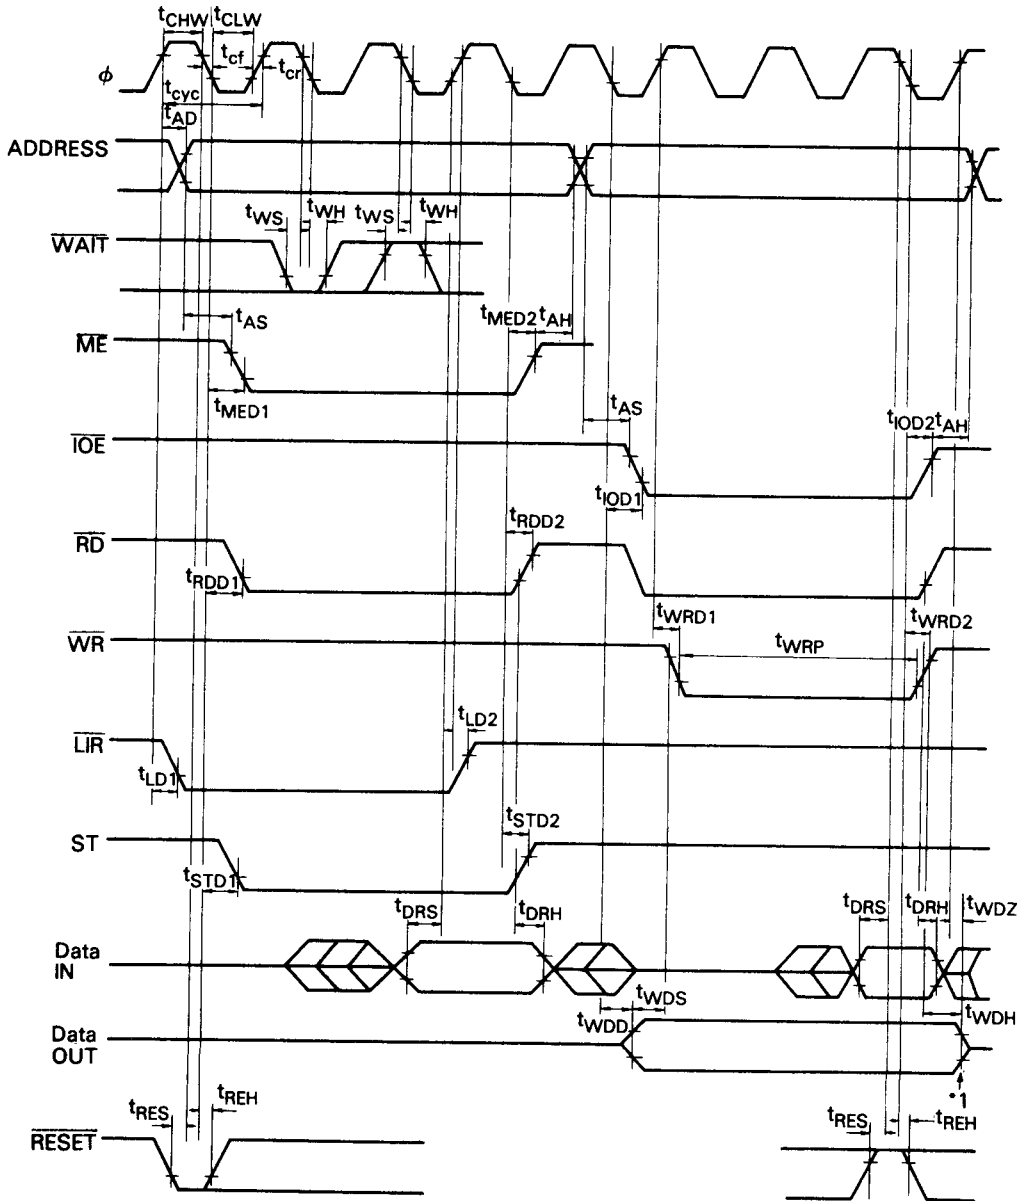 tCHW tCLW
φ tcf tcr
tcyc
tAD
ADDRESS
tWS tWH tWS tWH
WAIT
tAS tMED2 tAH
ME
tMED1
tAS tIOD2 tAH
IOE
tIOD1
tRDD2
RD
tRDD1
tWRD1 tWRP tWRD2
WR
tLD2
LIR
tLD1
tSTD2
ST
tSTD1
tDRS tDRH tDRS tDRH tWDZ
Data
IN
tWDS tWDH
tWDD
Data
OUT
*1
tRES tREH tRES tREH
RESET